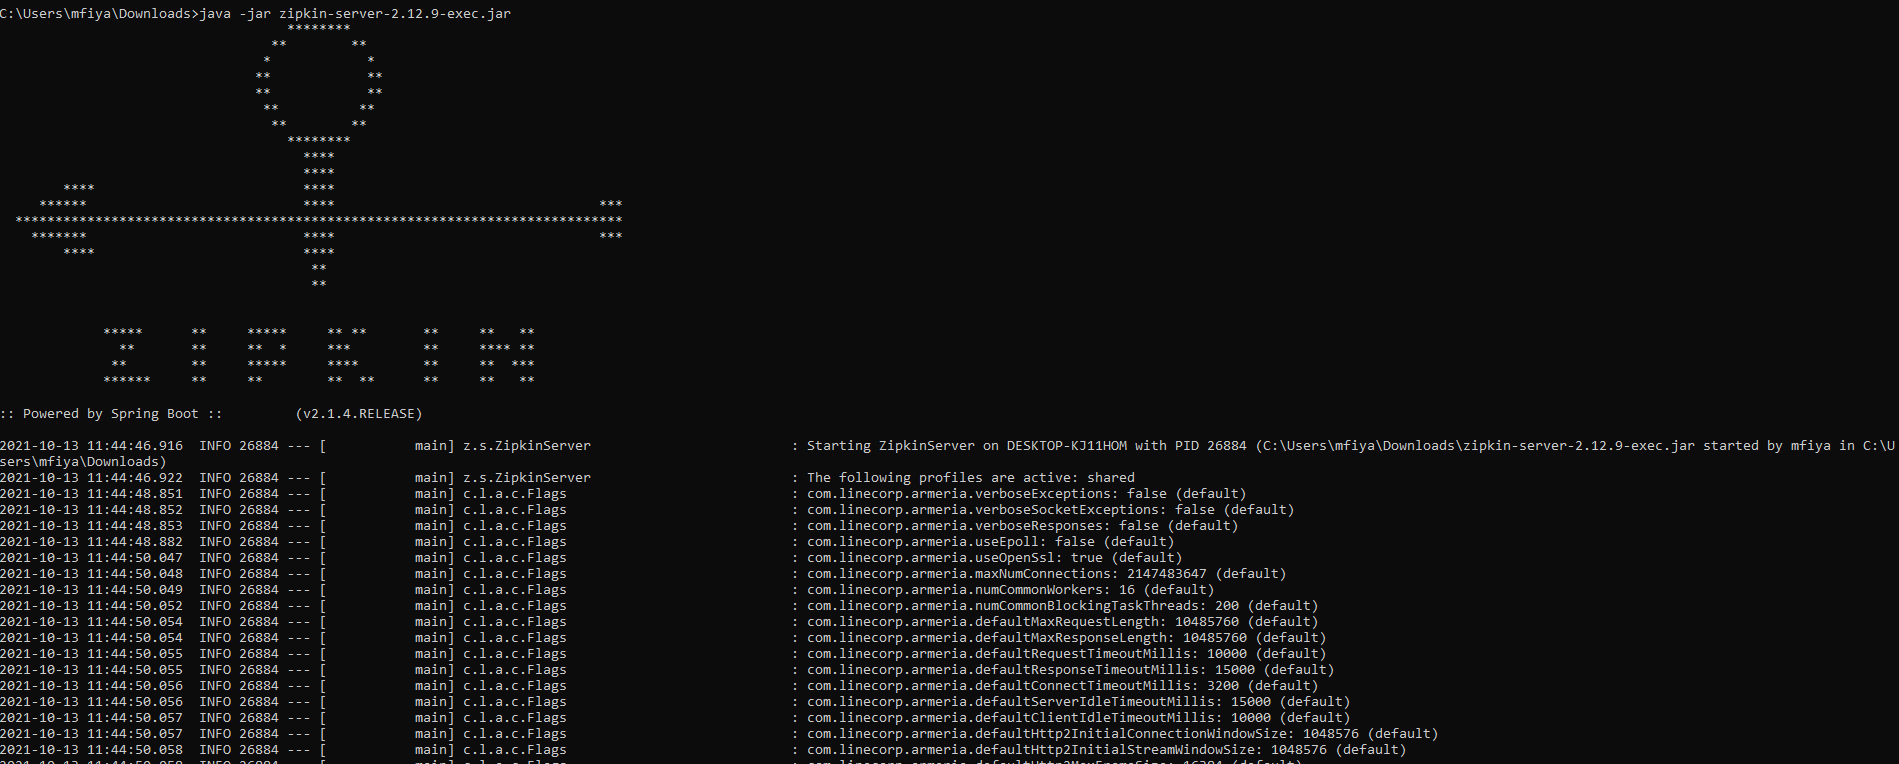 C:\Users\mfiya\Downloads>java -jar zipkin-server-2.12.9-exec.jar
ZIPKIN
:: Powered by Spring Boot ::         (v2.1.4.RELEASE)
2021-10-13 11:44:46.916  INFO 26884 --- [           main] z.s.ZipkinServer                         : Starting ZipkinServer on DESKTOP-KJ11HOM with PID 26884 (C:\Users\mfiya\Downloads\zipkin-server-2.12.9-exec.jar started by mfiya in C:\U
sers\mfiya\Downloads)
2021-10-13 11:44:46.922  INFO 26884 --- [           main] z.s.ZipkinServer                         : The following profiles are active: shared
2021-10-13 11:44:48.851  INFO 26884 --- [           main] c.l.a.c.Flags                            : com.linecorp.armeria.verboseExceptions: false (default)
2021-10-13 11:44:48.852  INFO 26884 --- [           main] c.l.a.c.Flags                            : com.linecorp.armeria.verboseSocketExceptions: false (default)
2021-10-13 11:44:48.853  INFO 26884 --- [           main] c.l.a.c.Flags                            : com.linecorp.armeria.verboseResponses: false (default)
2021-10-13 11:44:48.882  INFO 26884 --- [           main] c.l.a.c.Flags                            : com.linecorp.armeria.useEpoll: false (default)
2021-10-13 11:44:50.047  INFO 26884 --- [           main] c.l.a.c.Flags                            : com.linecorp.armeria.useOpenSsl: true (default)
2021-10-13 11:44:50.048  INFO 26884 --- [           main] c.l.a.c.Flags                            : com.linecorp.armeria.maxNumConnections: 2147483647 (default)
2021-10-13 11:44:50.049  INFO 26884 --- [           main] c.l.a.c.Flags                            : com.linecorp.armeria.numCommonWorkers: 16 (default)
2021-10-13 11:44:50.052  INFO 26884 --- [           main] c.l.a.c.Flags                            : com.linecorp.armeria.numCommonBlockingTaskThreads: 200 (default)
2021-10-13 11:44:50.054  INFO 26884 --- [           main] c.l.a.c.Flags                            : com.linecorp.armeria.defaultMaxRequestLength: 10485760 (default)
2021-10-13 11:44:50.054  INFO 26884 --- [           main] c.l.a.c.Flags                            : com.linecorp.armeria.defaultMaxResponseLength: 10485760 (default)
2021-10-13 11:44:50.055  INFO 26884 --- [           main] c.l.a.c.Flags                            : com.linecorp.armeria.defaultRequestTimeoutMillis: 10000 (default)
2021-10-13 11:44:50.055  INFO 26884 --- [           main] c.l.a.c.Flags                            : com.linecorp.armeria.defaultResponseTimeoutMillis: 15000 (default)
2021-10-13 11:44:50.056  INFO 26884 --- [           main] c.l.a.c.Flags                            : com.linecorp.armeria.defaultConnectTimeoutMillis: 3200 (default)
2021-10-13 11:44:50.056  INFO 26884 --- [           main] c.l.a.c.Flags                            : com.linecorp.armeria.defaultServerIdleTimeoutMillis: 15000 (default)
2021-10-13 11:44:50.057  INFO 26884 --- [           main] c.l.a.c.Flags                            : com.linecorp.armeria.defaultClientIdleTimeoutMillis: 10000 (default)
2021-10-13 11:44:50.057  INFO 26884 --- [           main] c.l.a.c.Flags                            : com.linecorp.armeria.defaultHttp2InitialConnectionWindowSize: 1048576 (default)
2021-10-13 11:44:50.058  INFO 26884 --- [           main] c.l.a.c.Flags                            : com.linecorp.armeria.defaultHttp2InitialStreamWindowSize: 1048576 (default)